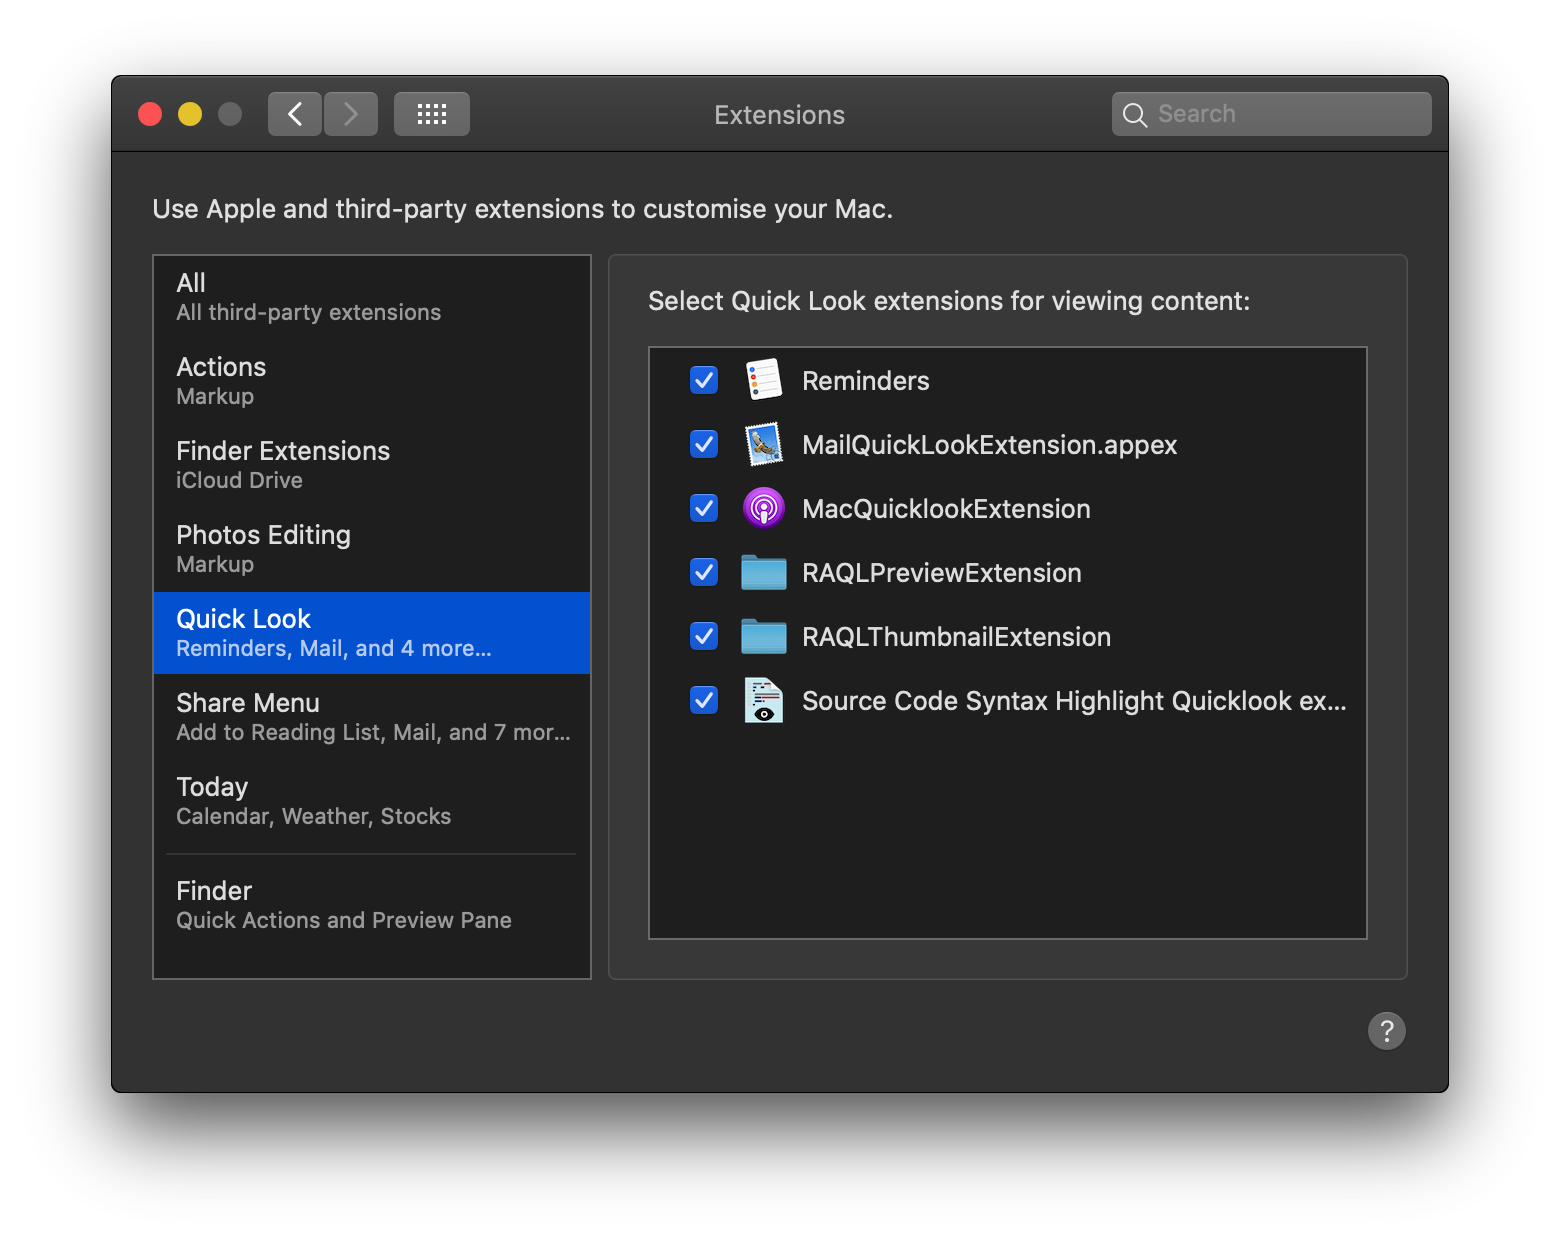 Extensions
Search
Use Apple and third-party extensions to customise your Mac.
All
All third-party extensions
Actions
Markup
Finder Extensions
iCloud Drive
Photos Editing
Markup
Quick Look
Reminders, Mail, and 4 more...
Share Menu
Add to Reading List, Mail, and 7 mor...
Today
Calendar, Weather, Stocks
Finder
Quick Actions and Preview Pane
Select Quick Look extensions for viewing content:
Reminders
MailQuickLookExtension.appex
MacQuicklookExtension
RAQLPreviewExtension
RAQLThumbnailExtension
Source Code Syntax Highlight Quicklook ex...
?